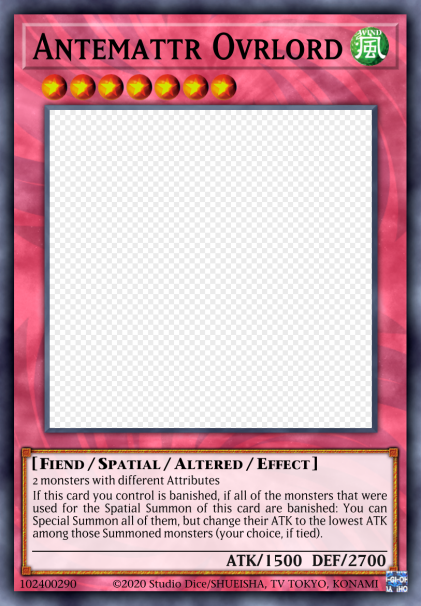 ANTEMATTR OVRLORD
WIND
風
[FIEND / SPATIAL / ALTERED / EFFECT]
2 monsters with different Attributes
If this card you control is banished, if all of the monsters that were
used for the Spatial Summon of this card are banished: You can
Special Summon all of them, but change their ATK to the lowest ATK
among those Summoned monsters (your choice, if tied).
ATK/1500 DEF/2700
102400290 ©2020 Studio Dice/SHUEISHA, TV TOKYO, KONAMI